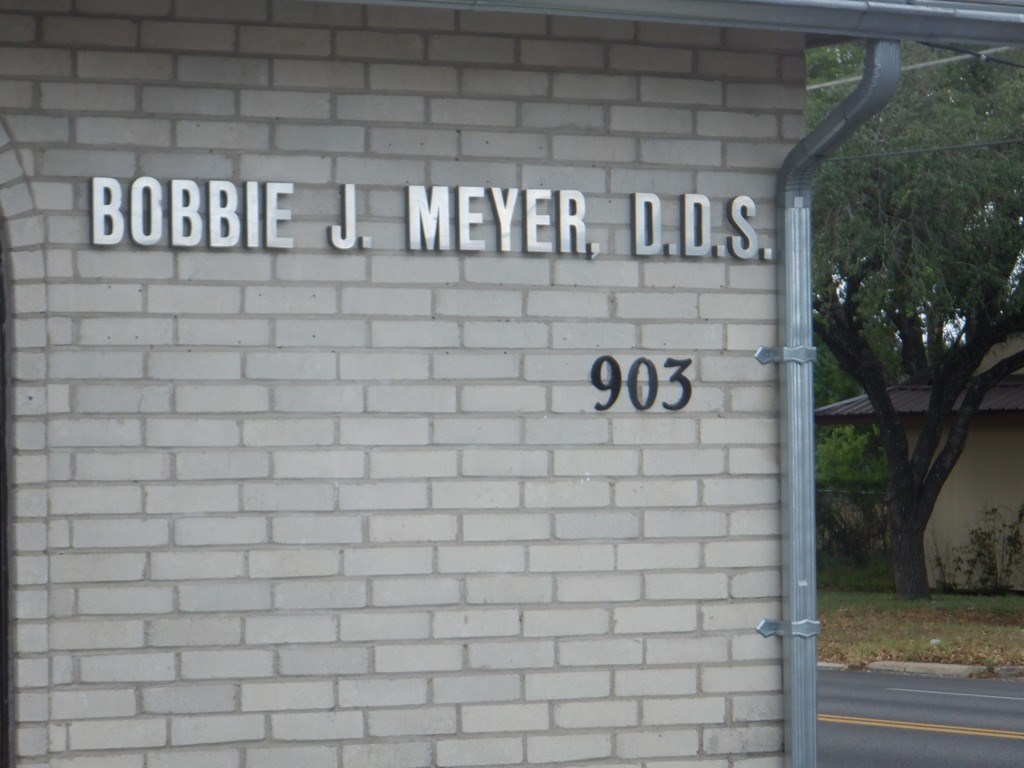 BOBBIE J. MEYER, D.D.S.
903